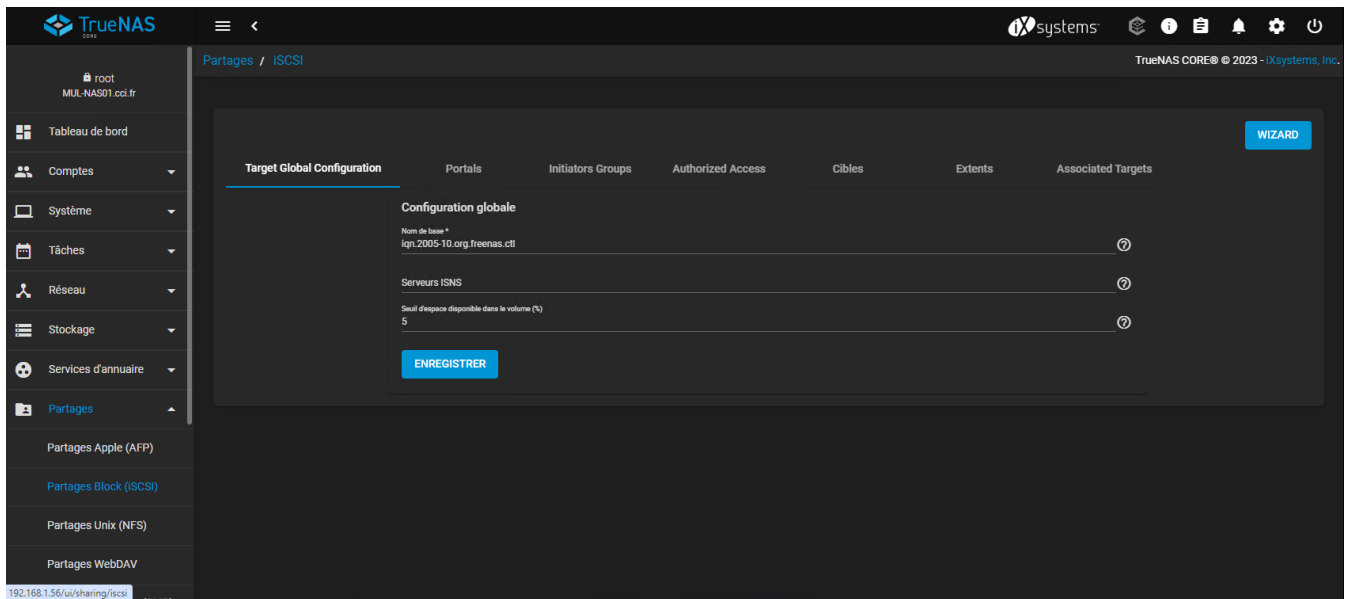 TrueNAS
CORE
iXsystems
Partages / iSCSI
TrueNAS CORE® © 2023 - iXsystems, Inc.
root
MUL-NAS01.cci.fr
Tableau de bord
Comptes
Système
Tâches
Réseau
Stockage
Services d'annuaire
Partages
Partages Apple (AFP)
Partages Block (iSCSI)
Partages Unix (NFS)
Partages WebDAV
192.168.1.56/ui/sharing/iscsi
WIZARD
Target Global Configuration
Portals
Initiators Groups
Authorized Access
Cibles
Extents
Associated Targets
Configuration globale
Nom de base *
iqn.2005-10.org.freenas.ctl
Serveurs ISNS
Seuil d'espace disponible dans le volume (%)
5
ENREGISTRER